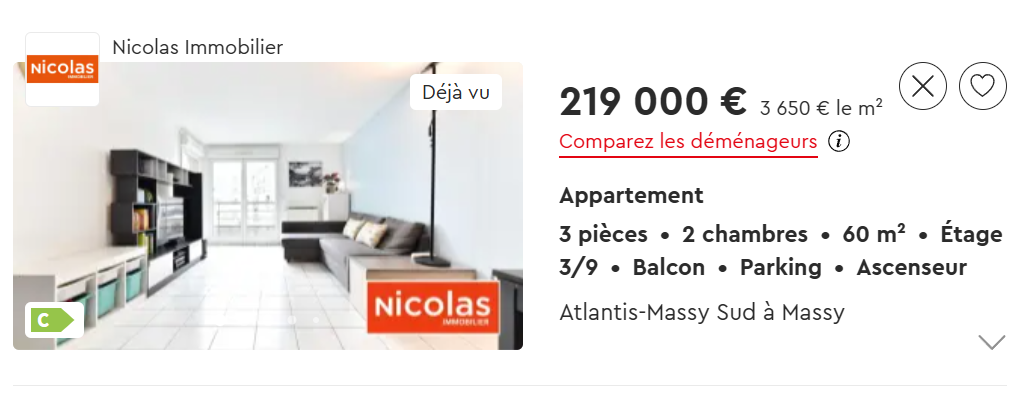 Nicolas Immobilier
nicolas
IMMOBILIER
Déjà vu
219 000 € 3 650 € le m²
Comparez les déménageurs i
Appartement
3 pièces • 2 chambres • 60 m² • Étage
3/9 • Balcon • Parking • Ascenseur
Atlantis-Massy Sud à Massy
nicolas
IMMOBILIER
C